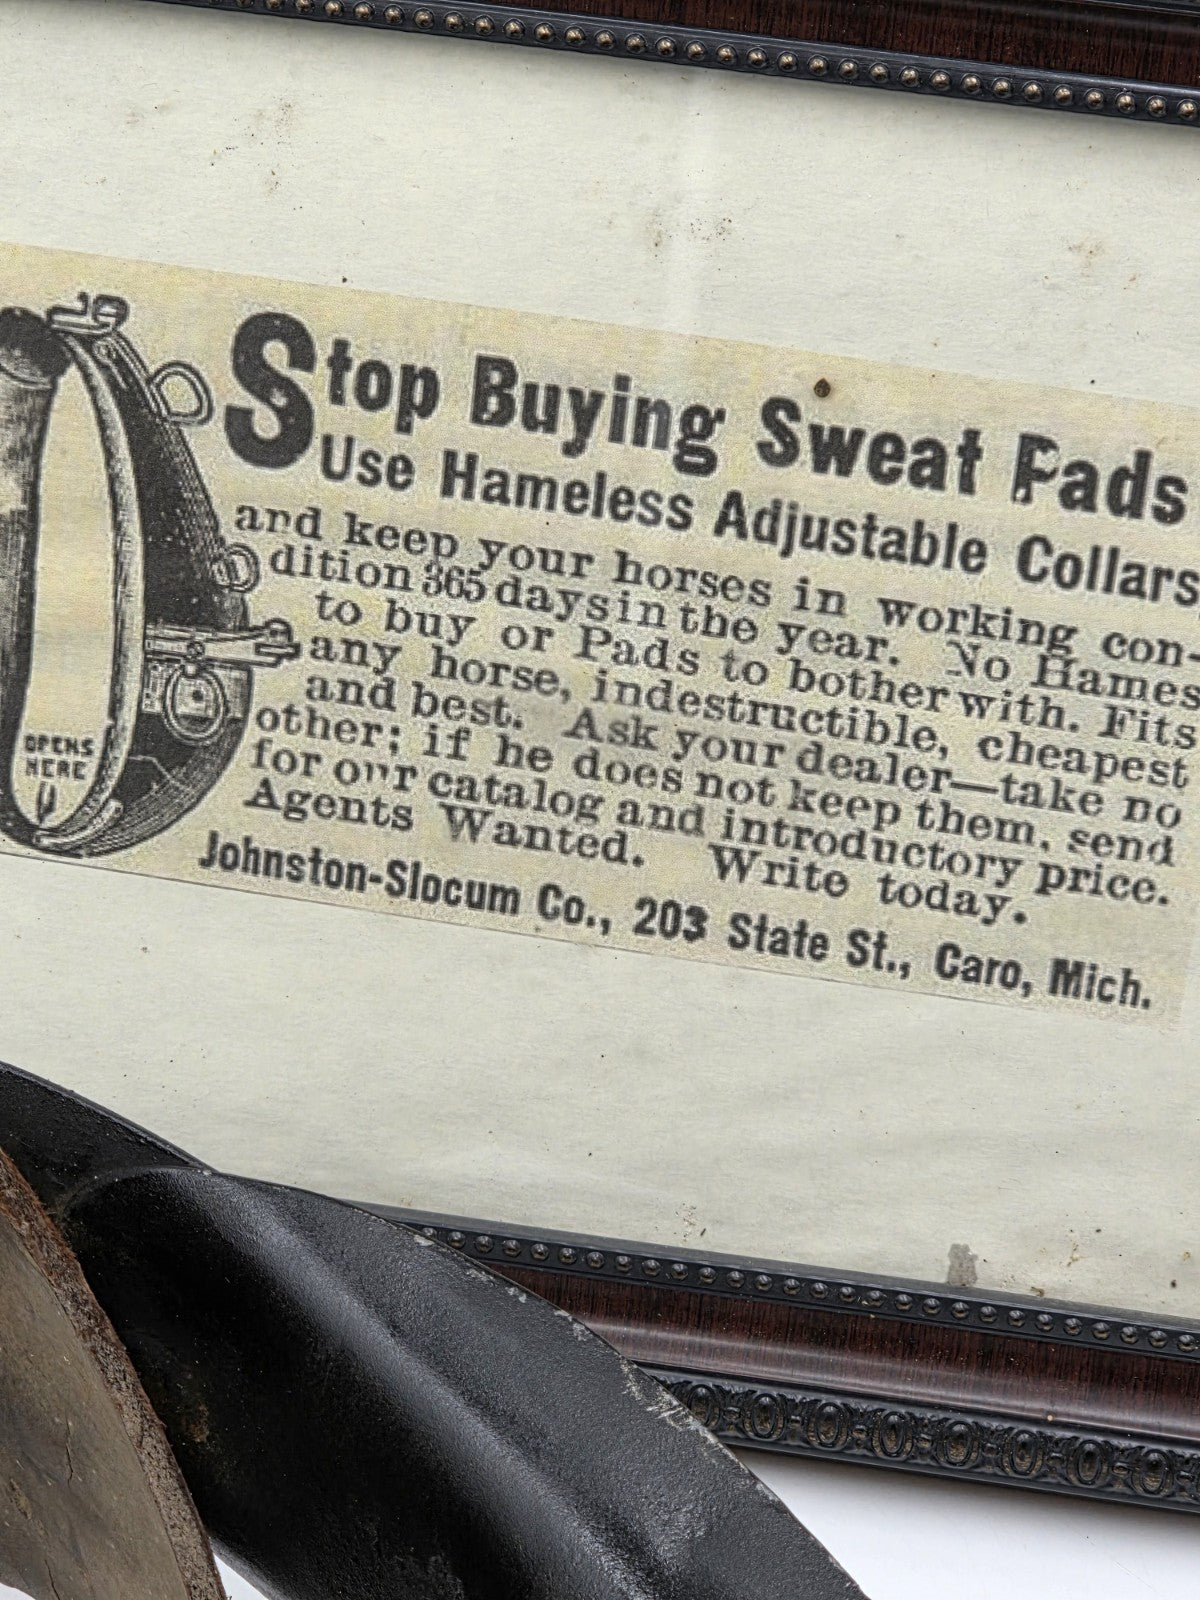 Stop Buying Sweat Pads
Use Hameless Adjustable Collars
and keep your horses in working con-
dition 365 days in the year. No Hames
to buy or Pads to bother with. Fits
any horse, indestructible, cheapest
and best. Ask your dealer—take no
other; if he does not keep them, send
for our catalog and introductory price.
Agents Wanted. Write today.
Johnston-Slocum Co., 203 State St., Caro, Mich.
OPENS
HERE